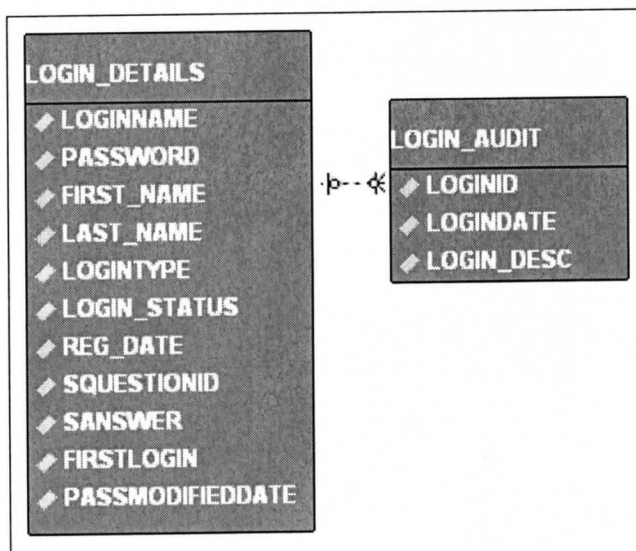 LOGIN_DETAILS
LOGINNAME
PASSWORD
FIRST_NAME
LAST_NAME
LOGINTYPE
LOGIN_STATUS
REG_DATE
SQUESTIONID
SANSWER
FIRSTLOGIN
PASSMODIFIEDDATE
LOGIN_AUDIT
LOGINID
LOGINDATE
LOGIN_DESC